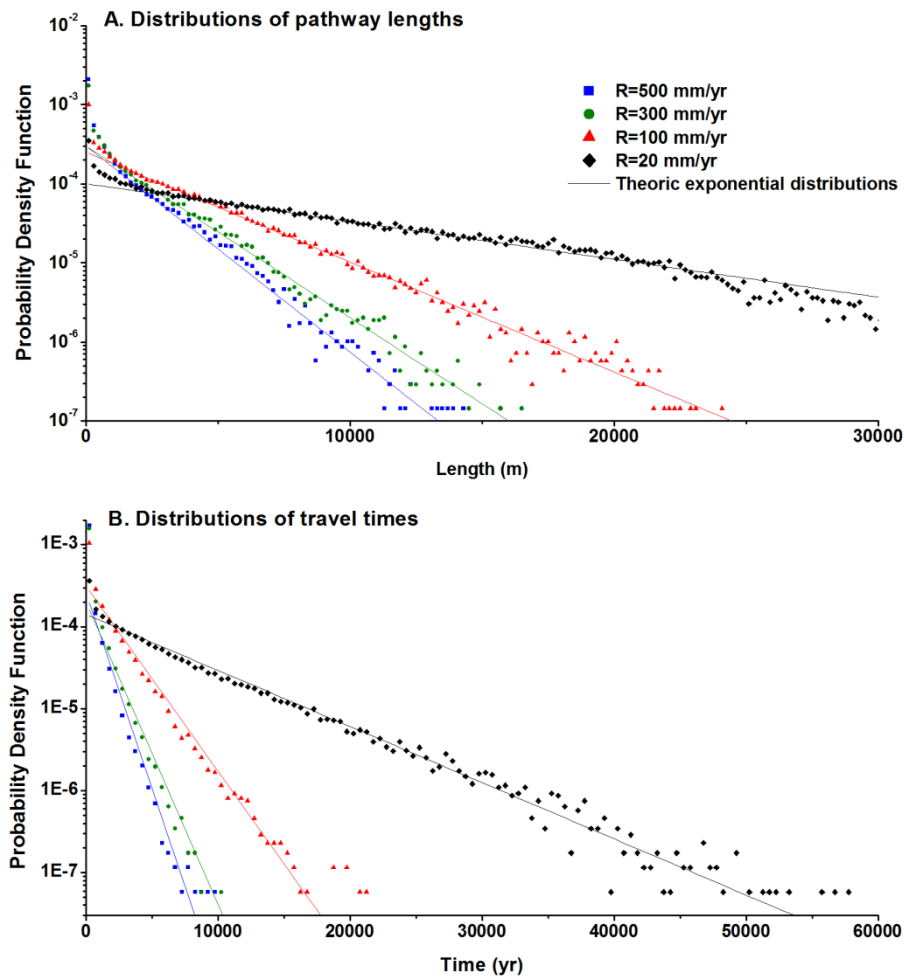 A. Distributions of pathway lengths
10^-2
10^-3
10^-4
10^-5
10^-6
10^-7
Probability Density Function
R=500 mm/yr
R=300 mm/yr
R=100 mm/yr
R=20 mm/yr
Theoric exponential distributions
0
10000
20000
30000
Length (m)
B. Distributions of travel times
1E-3
1E-4
1E-5
1E-6
1E-7
Probability Density Function
0
10000
20000
30000
40000
50000
60000
Time (yr)